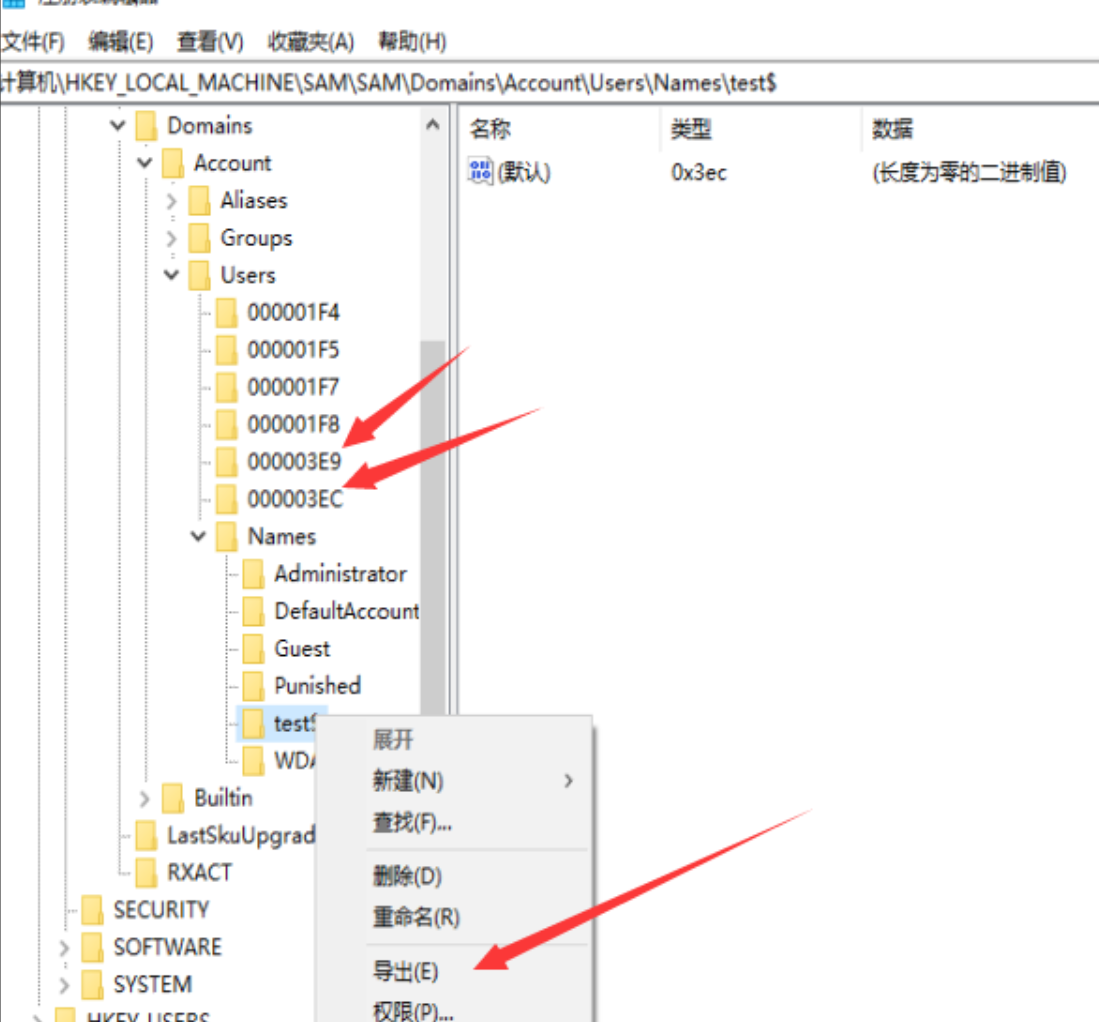 文件(F) 编辑(E) 查看(V) 收藏夹(A) 帮助(H)
计算机\HKEY_LOCAL_MACHINE\SAM\SAM\Domains\Account\Users\Names\test$
名称 类型 数据
(默认) 0x3ec (长度为零的二进制值)
Domains
Account
Aliases
Groups
Users
000001F4
000001F5
000001F7
000001F8
000003E9
000003EC
Names
Administrator
DefaultAccount
Guest
Punished
test$
WDA
Builtin
LastSkuUpgrad
RXACT
SECURITY
SOFTWARE
SYSTEM
HKEY_USERS
展开
新建(N)
查找(F)...
删除(D)
重命名(R)
导出(E)
权限(P)...